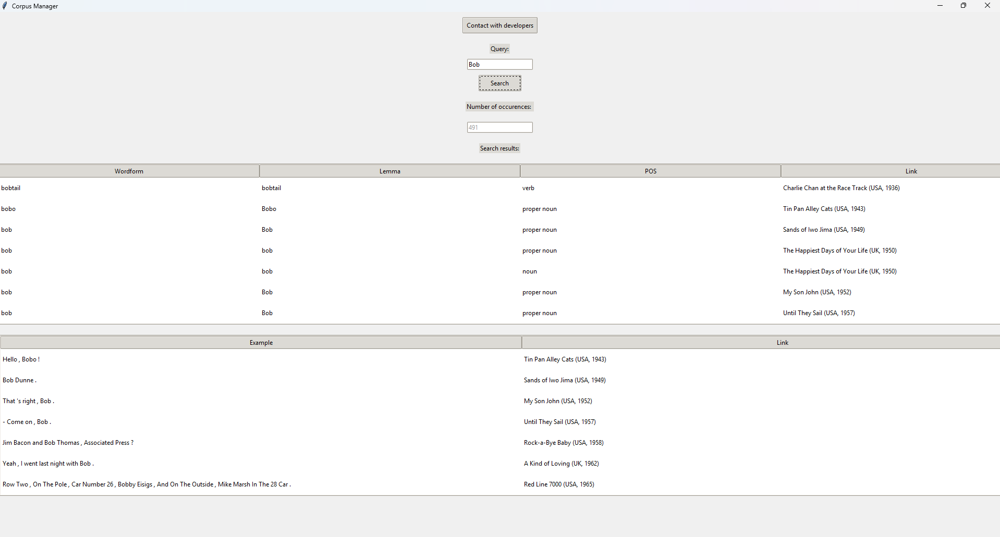 Corpus Manager
Contact with developers
Query:
Bob
Search
Number of occurences:
491
Search results:
Wordform Lemma POS Link
bobtail bobtail verb Charlie Chan at the Race Track (USA, 1936)
bobo Bobo proper noun Tin Pan Alley Cats (USA, 1943)
bob Bob proper noun Sands of Iwo Jima (USA, 1949)
bob bob proper noun The Happiest Days of Your Life (UK, 1950)
bob bob noun The Happiest Days of Your Life (UK, 1950)
bob Bob proper noun My Son John (USA, 1952)
bob Bob proper noun Until They Sail (USA, 1957)
Example Link
Hello , Bobo ! Tin Pan Alley Cats (USA, 1943)
Bob Dunne . Sands of Iwo Jima (USA, 1949)
That 's right , Bob . My Son John (USA, 1952)
- Come on , Bob . Until They Sail (USA, 1957)
Jim Bacon and Bob Thomas , Associated Press ? Rock-a-Bye Baby (USA, 1958)
Yeah , I went last night with Bob . A Kind of Loving (UK, 1962)
Row Two , On The Pole , Car Number 26 , Bobby Eisigs , And On The Outside , Mike Marsh In The 28 Car . Red Line 7000 (USA, 1965)